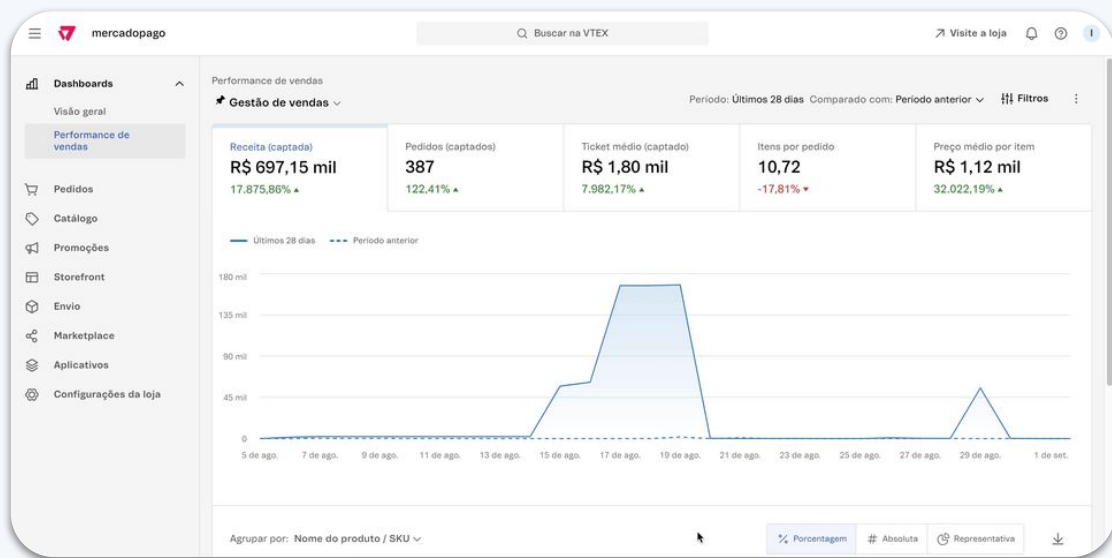 mercadopago
Buscar na VTEX
Visite a loja
I
Dashboards
Visão geral
Performance de
vendas
Pedidos
Catálogo
Promoções
Storefront
Envio
Marketplace
Aplicativos
Configurações da loja
Performance de vendas
Gestão de vendas
Período: Últimos 28 dias Comparado com: Período anterior
Filtros
Receita (captada)
R$ 697,15 mil
17.875,86%
Pedidos (captados)
387
122,41%
Ticket médio (captado)
R$ 1,80 mil
7.982,17%
Itens por pedido
10,72
-17,81%
Preço médio por item
R$ 1,12 mil
32.022,19%
Últimos 28 dias
Período anterior
180 mil
135 mil
90 mil
45 mil
0
5 de ago. 7 de ago. 9 de ago. 11 de ago. 13 de ago. 15 de ago. 17 de ago. 19 de ago. 21 de ago. 23 de ago. 25 de ago. 27 de ago. 29 de ago. 1 de set.
Agrupar por: Nome do produto / SKU
Porcentagem
# Absoluta
Representativa